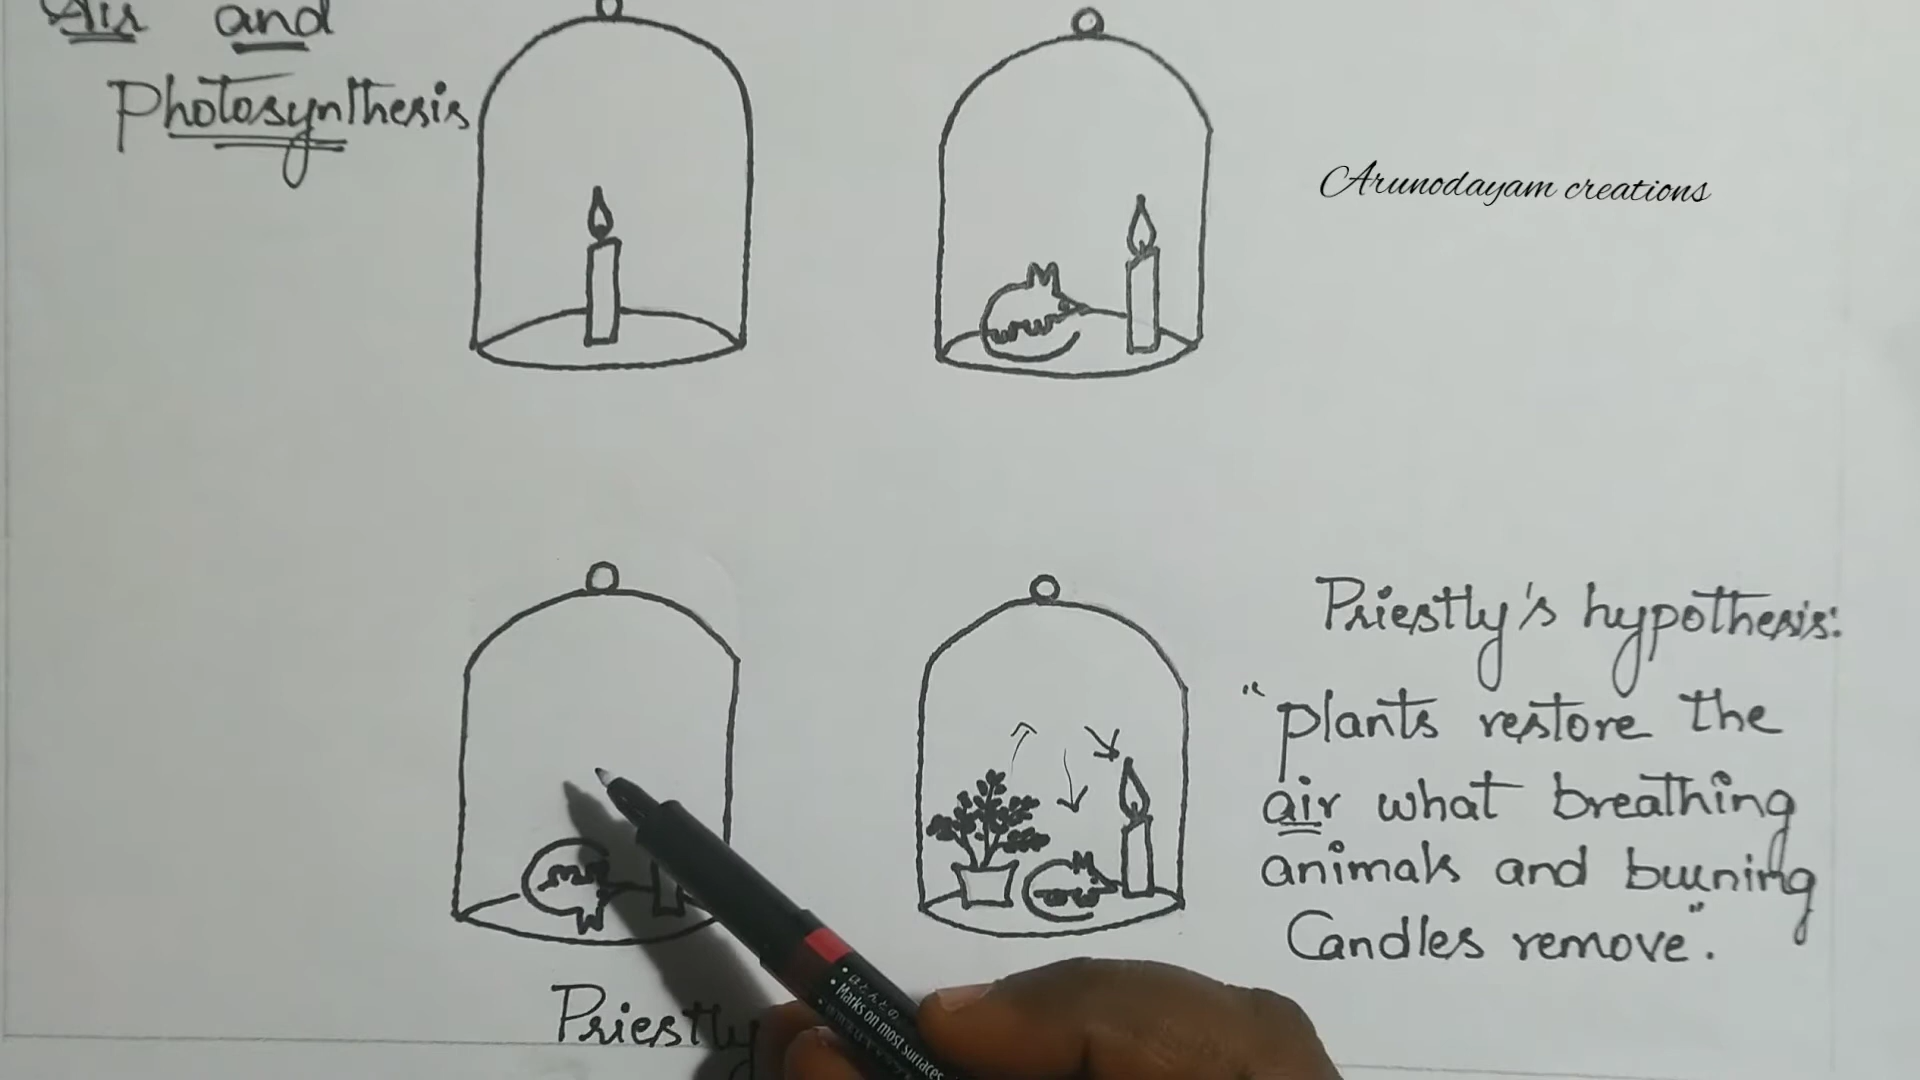 Air and
Photosynthesis
Arunodayam creations
Priestly's hypothesis:
"plants restore the
air what breathing
animals and burning
Candles remove".
Priestly
Marks on most surfaces